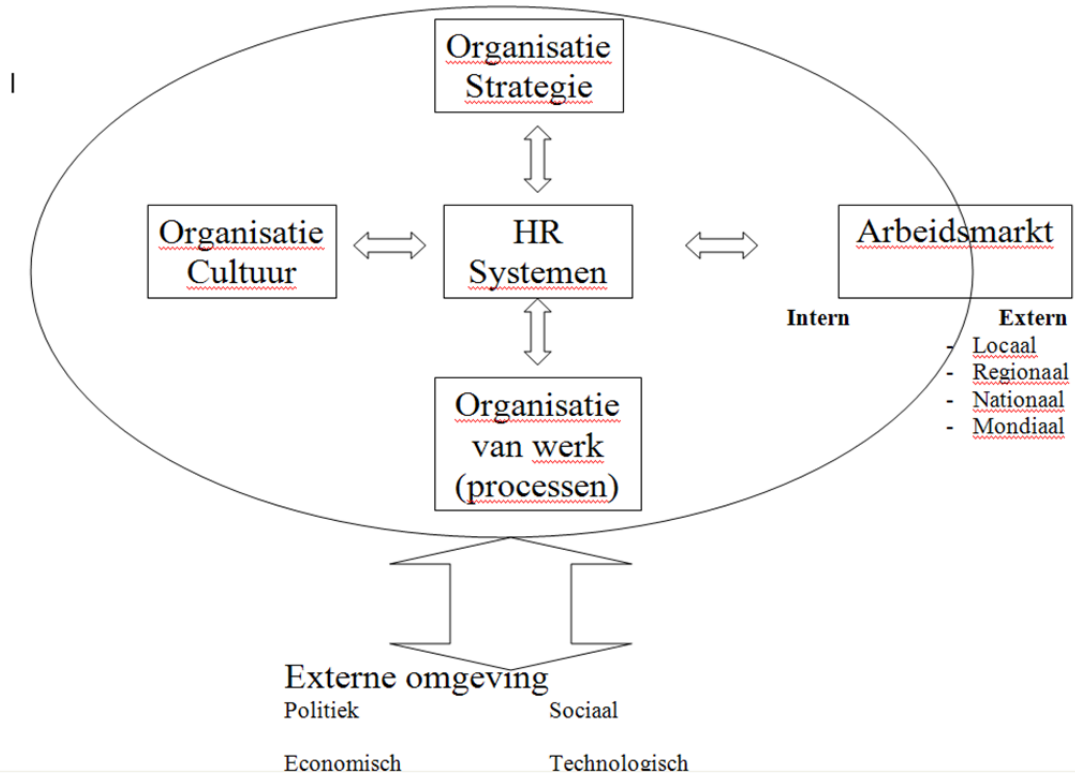 Organisatie
Strategie
Organisatie
Cultuur
HR
Systemen
Arbeidsmarkt
Intern
Extern
- Locaal
- Regionaal
- Nationaal
- Mondiaal
Organisatie
van werk
(processen)
Externe omgeving
Politiek
Sociaal
Economisch
Technologisch